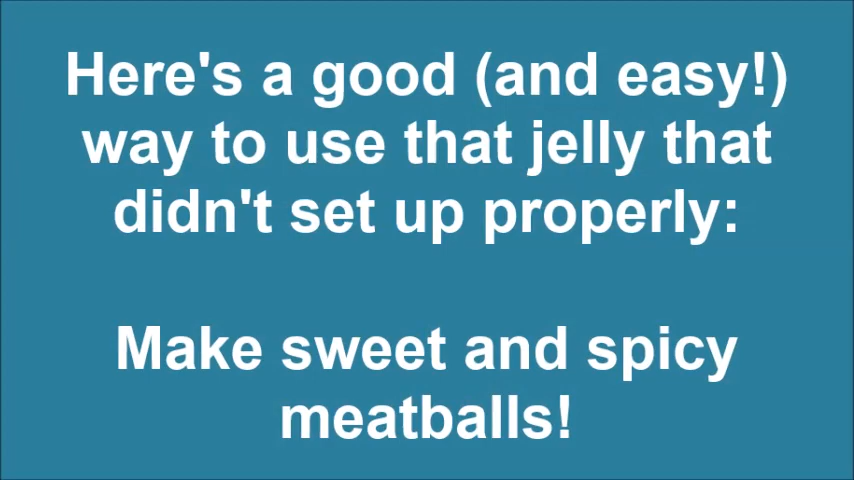 Here's a good (and easy!)
way to use that jelly that
didn't set up properly:
Make sweet and spicy
meatballs!